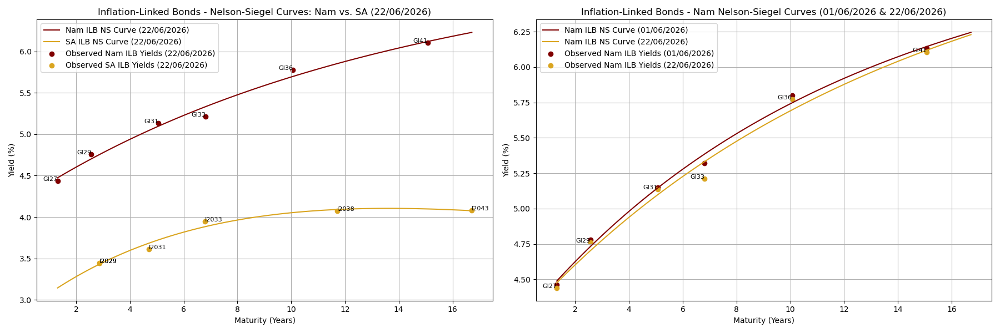 Inflation-Linked Bonds - Nelson-Siegel Curves: Nam vs. SA (22/06/2026)
Nam ILB NS Curve (22/06/2026)
SA ILB NS Curve (22/06/2026)
Observed Nam ILB Yields (22/06/2026)
Observed SA ILB Yields (22/06/2026)
Yield (%)
6.0
5.5
5.0
4.5
4.0
3.5
3.0
GI27
GI29
GI31
GI33
GI36
GI41
I2029
I2031
I2033
I2038
I2043
2
4
6
8
10
12
14
16
Maturity (Years)
Inflation-Linked Bonds - Nam Nelson-Siegel Curves (01/06/2026 & 22/06/2026)
Nam ILB NS Curve (01/06/2026)
Nam ILB NS Curve (22/06/2026)
Observed Nam ILB Yields (01/06/2026)
Observed Nam ILB Yields (22/06/2026)
Yield (%)
6.25
6.00
5.75
5.50
5.25
5.00
4.75
4.50
GI27
GI29
GI31
GI33
GI36
GI41
2
4
6
8
10
12
14
16
Maturity (Years)